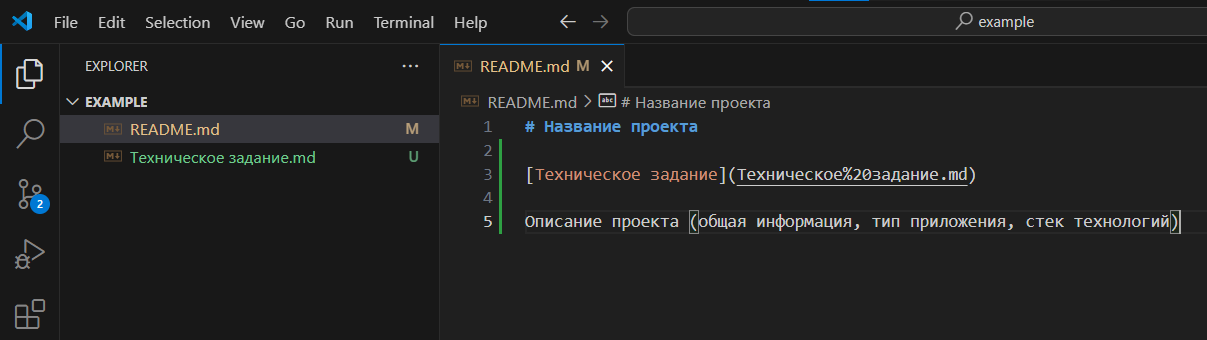 File Edit Selection View Go Run Terminal Help
example
EXPLORER
README.md M
EXAMPLE
README.md > # Название проекта
README.md M
Техническое задание.md U
2
1 # Название проекта
2
3 [Техническое задание](Техническое%20задание.md)
4
5 Описание проекта (общая информация, тип приложения, стек технологий)